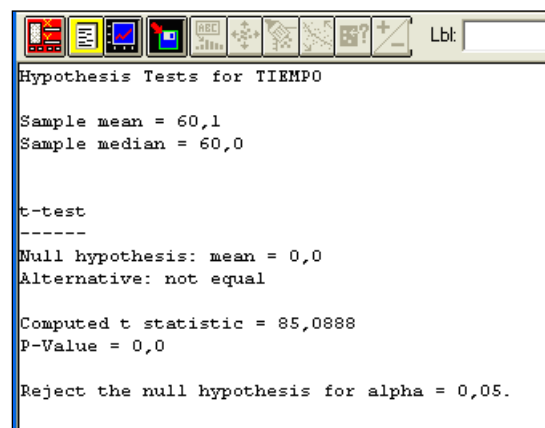 ABC
Lbl:
Hypothesis Tests for TIEMPO
Sample mean = 60,1
Sample median = 60,0
t-test
------
Null hypothesis: mean = 0,0
Alternative: not equal
Computed t statistic = 85,0888
P-Value = 0,0
Reject the null hypothesis for alpha = 0,05.